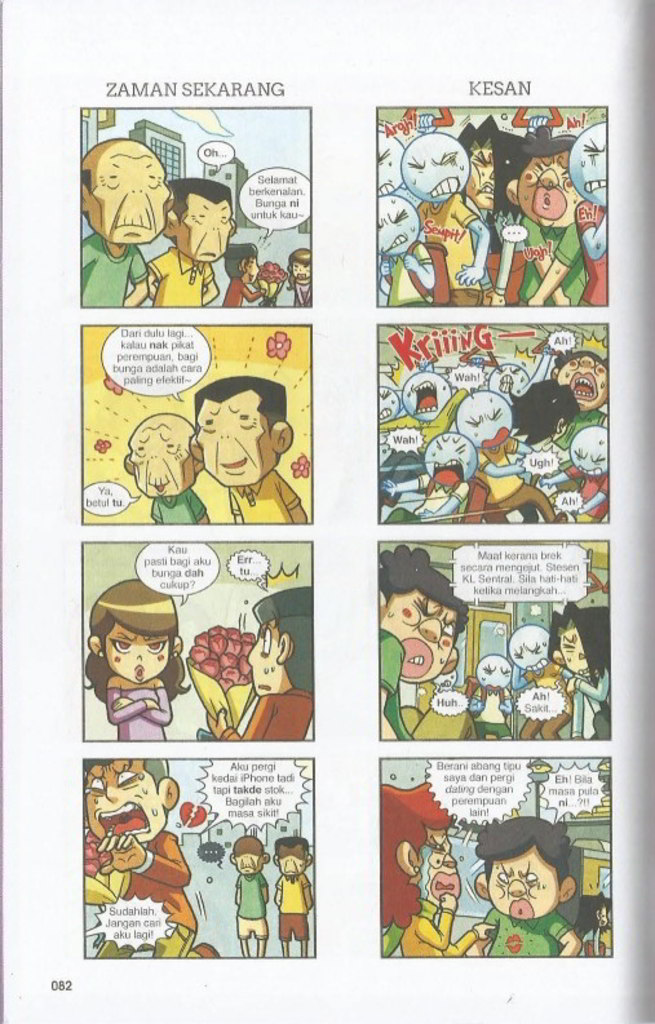 ZAMAN SEKARANG
Oh...
Selamat
berkenalan.
Bunga ni
untuk kau~
Dari dulu lagi...
kalau nak pikat
perempuan, bagi
bunga adalah cara
paling efektif~
Ya,
betul tu.
Kau
pasti bagi aku
bunga dah
cukup?
Err...
tu..
Aku pergi
kedai iPhone tadi
tapi takde stok...
Bagilah aku
masa sikit!
...
Sudahlah.
Jangan cari
aku lagi!
KESAN
Argh!
Ah!
Sempit!
...
Eh!
Ugh!
Kriiing
Ah!
Wah!
Wah!
Ugh!
Ah!
Maaf kerana brek
secara mengejut. Stesen
KL Sentral. Sila hati-hati
ketika melangkah...
Huh..
Ah!
Sakit...
Berani abang tipu
saya dan pergi
dating dengan
perempuan
lain!
Eh! Bila
masa pula
ni...?!!
082